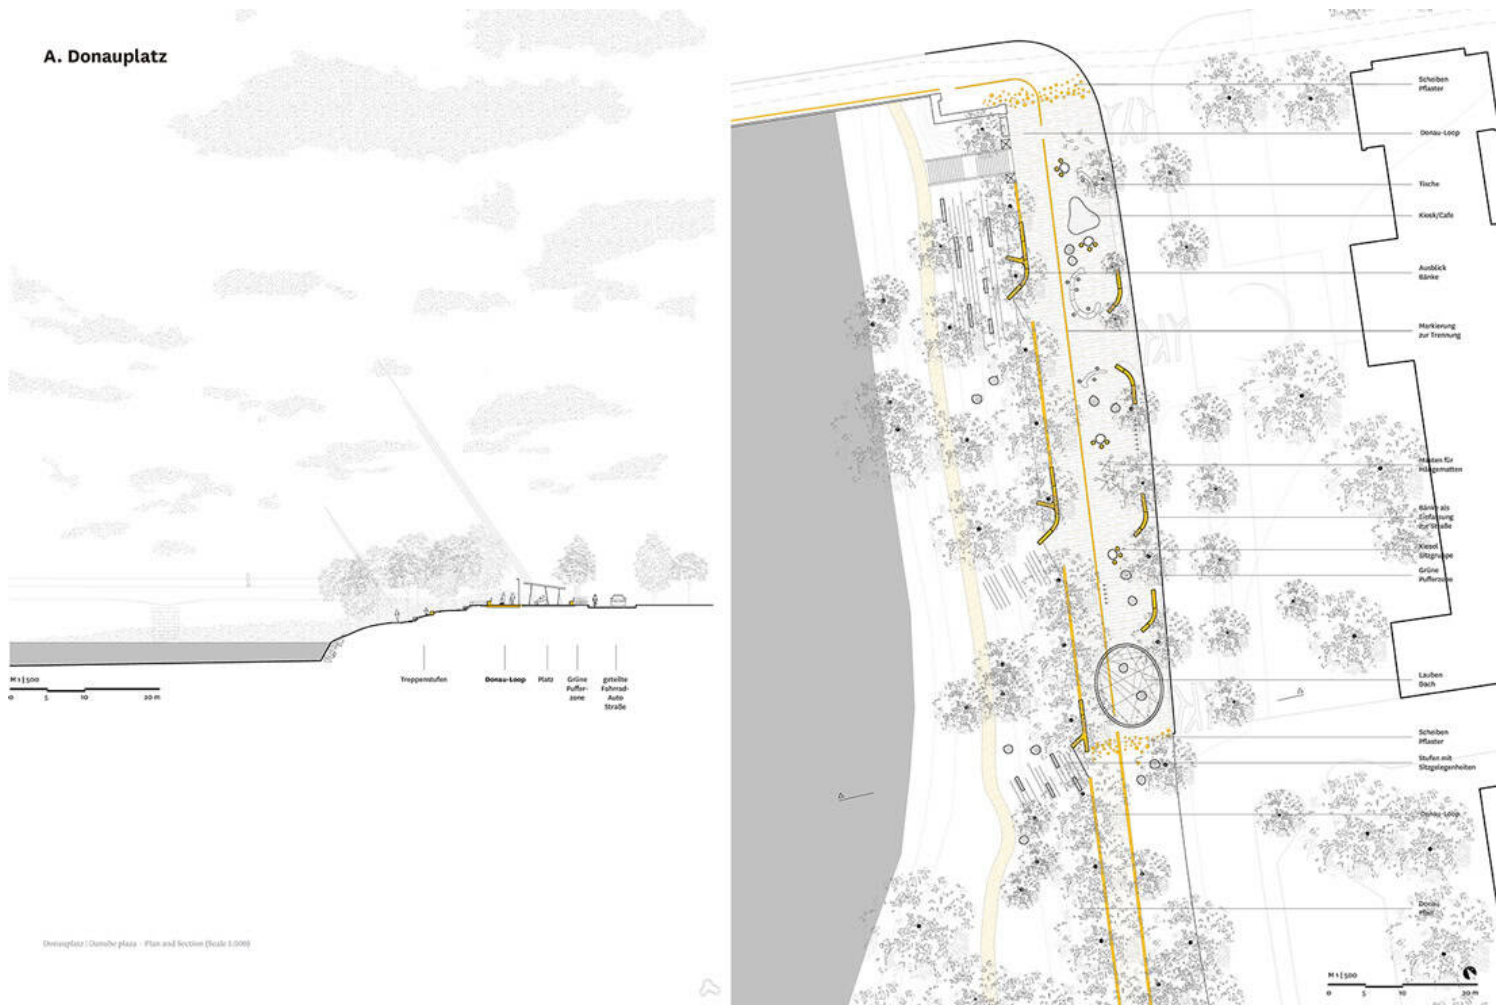 A. Donauplatz
M 1 | 500
0 5 10 20 m
Treppenstufen
Donau-Loop
Platz
Grüne
Puffer-
zone
geteilte
Fahrrad-
Auto
Straße
Donauplatz | Danube plaza - Plan and Section (Scale 1:000)
Scheiben
Pflaster
Donau-Loop
Tische
Kiosk/Cafe
Ausblick
Bänke
Markierung
zur Trennung
Masten für
Hängematten
Bänke als
Einfassung
zur Straße
Kiesel
Sitzgruppe
Grüne
Pufferzone
Lauben
Dach
Scheiben
Pflaster
Stufen mit
Sitzgelegenheiten
Donau-Loop
Donau
Pfad
M 1 | 500
0 5 10 20 m